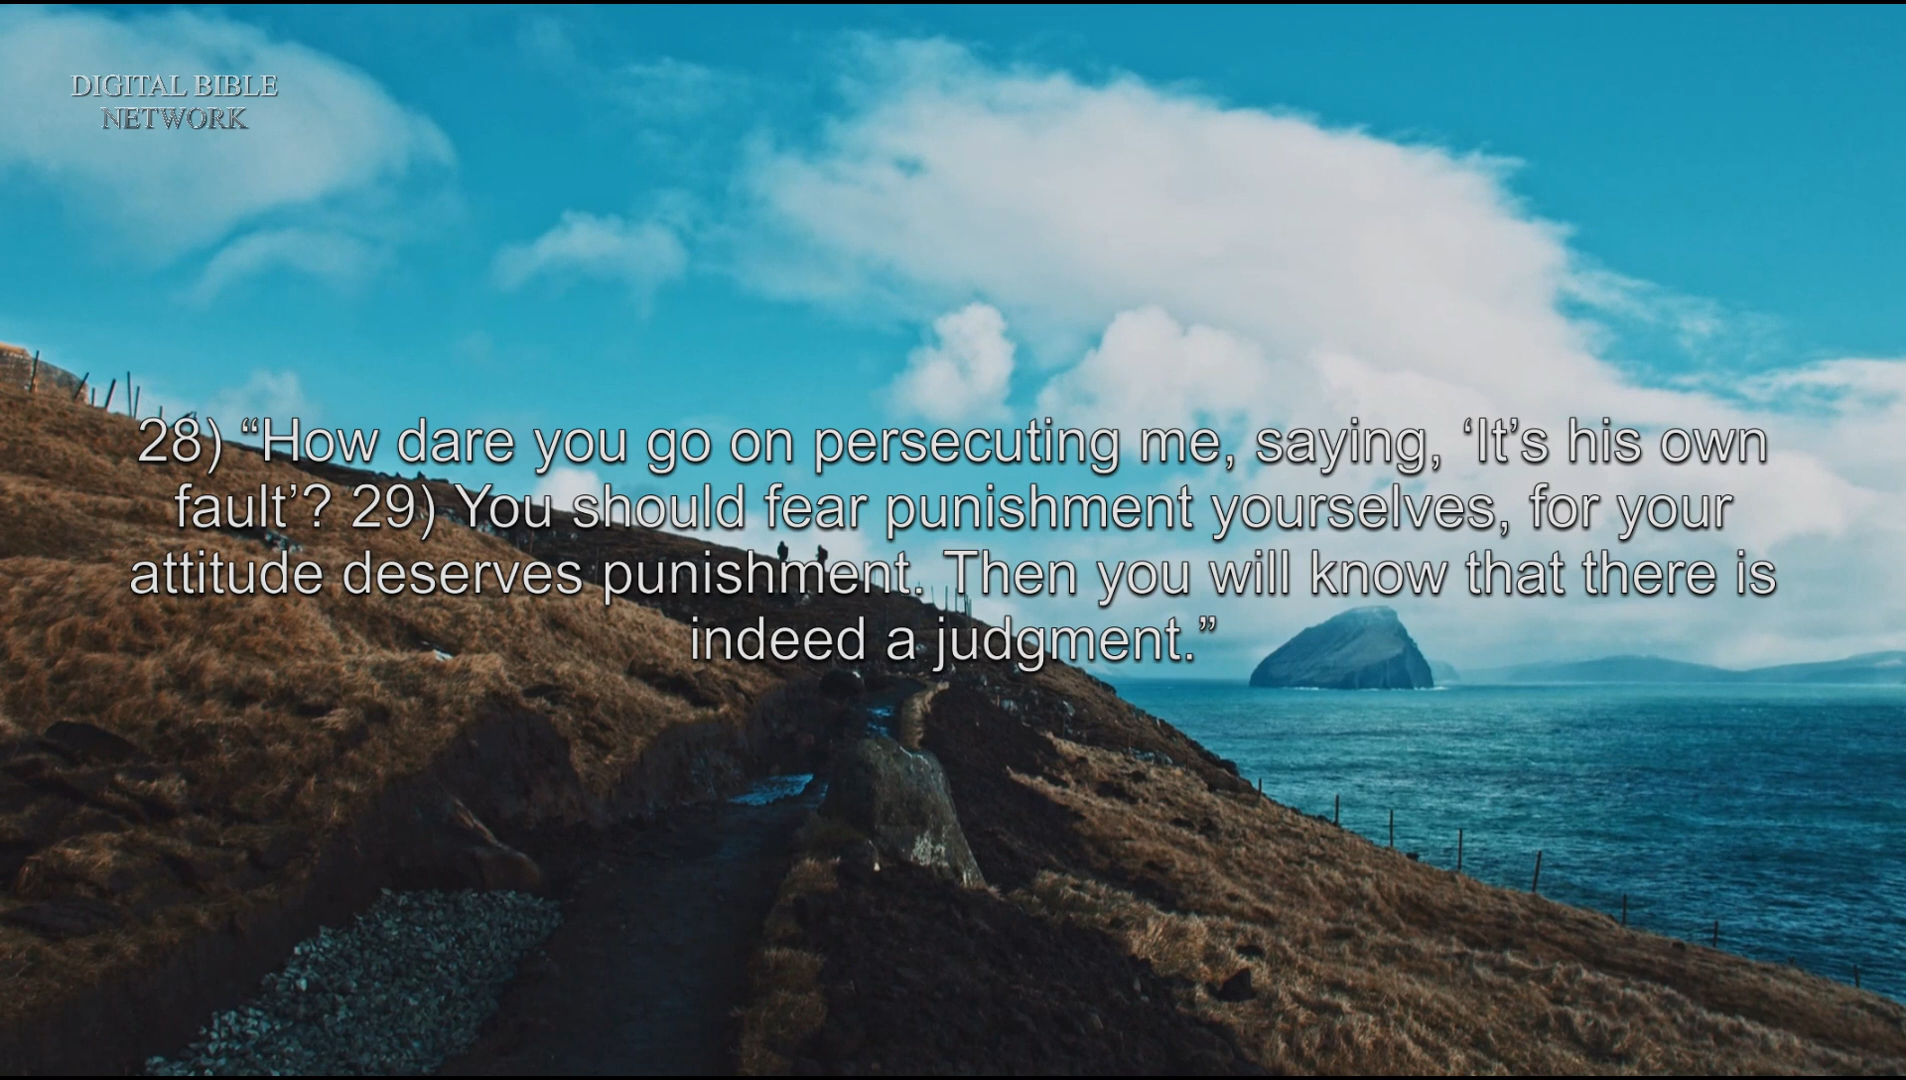 DIGITAL BIBLE
NETWORK
28) “How dare you go on persecuting me, saying, ‘It’s his own
fault’? 29) You should fear punishment yourselves, for your
attitude deserves punishment. Then you will know that there is
indeed a judgment.”